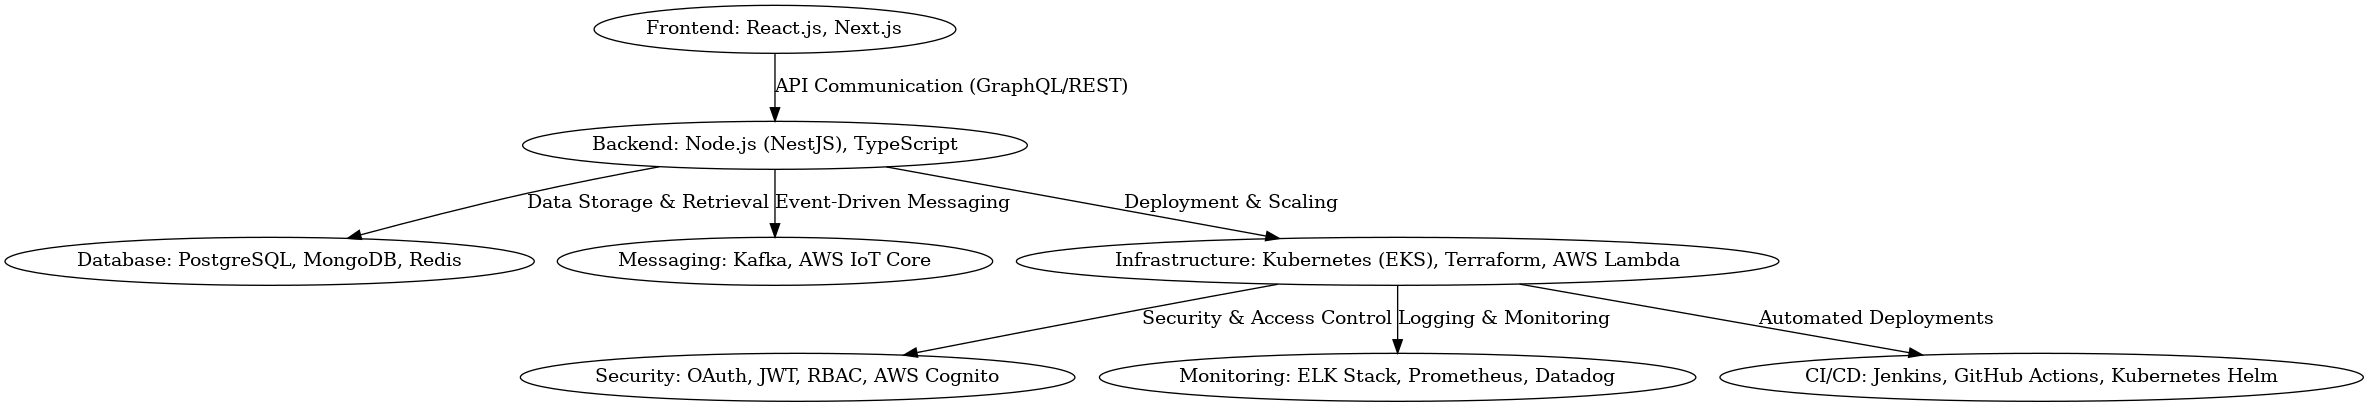 Frontend: React.js, Next.js
API Communication (GraphQL/REST)
Backend: Node.js (NestJS), TypeScript
Data Storage & Retrieval
Event-Driven Messaging
Deployment & Scaling
Database: PostgreSQL, MongoDB, Redis
Messaging: Kafka, AWS IoT Core
Infrastructure: Kubernetes (EKS), Terraform, AWS Lambda
Security & Access Control
Logging & Monitoring
Automated Deployments
Security: OAuth, JWT, RBAC, AWS Cognito
Monitoring: ELK Stack, Prometheus, Datadog
CI/CD: Jenkins, GitHub Actions, Kubernetes Helm